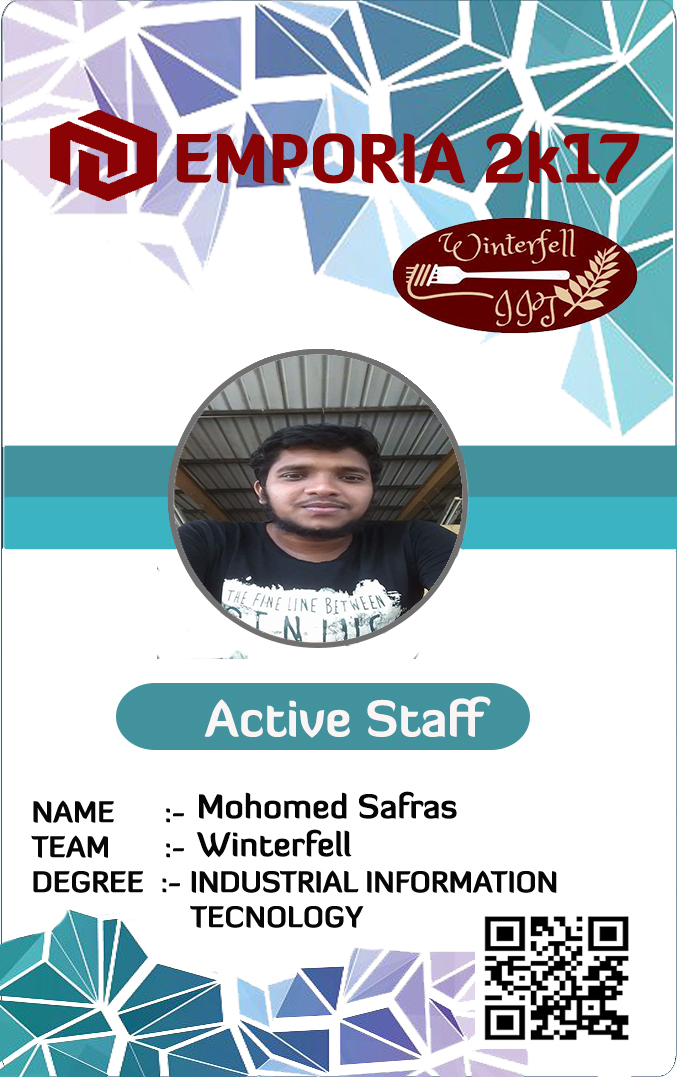 EMPORIA 2k17
Winterfell
IIT
THE FINE LINE BETWEEN
Active Staff
NAME :- Mohomed Safras
TEAM :- Winterfell
DEGREE :- INDUSTRIAL INFORMATION
TECNOLOGY